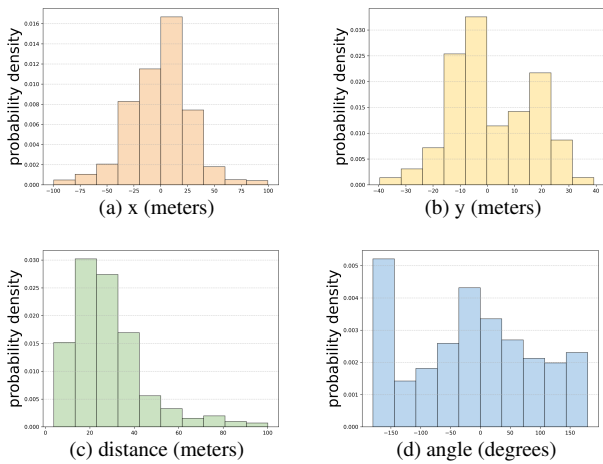 probability density
0.016
0.014
0.012
0.010
0.008
0.006
0.004
0.002
0.000
−100 −75 −50 −25 0 25 50 75 100
(a) x (meters)
probability density
0.030
0.025
0.020
0.015
0.010
0.005
0.000
−40 −30 −20 −10 0 10 20 30 40
(b) y (meters)
probability density
0.030
0.025
0.020
0.015
0.010
0.005
0.000
0 20 40 60 80 100
(c) distance (meters)
probability density
0.005
0.004
0.003
0.002
0.001
0.000
−150 −100 −50 0 50 100 150
(d) angle (degrees)